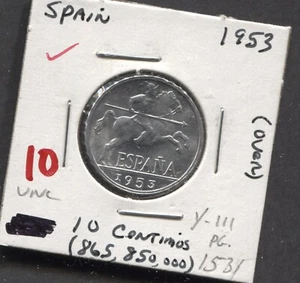 SPAIN
1953
(OVER)
10
UNC
ESPAÑA
1953
10 CENTIMOS
(865,850,000)
Y-111
PG.
1531